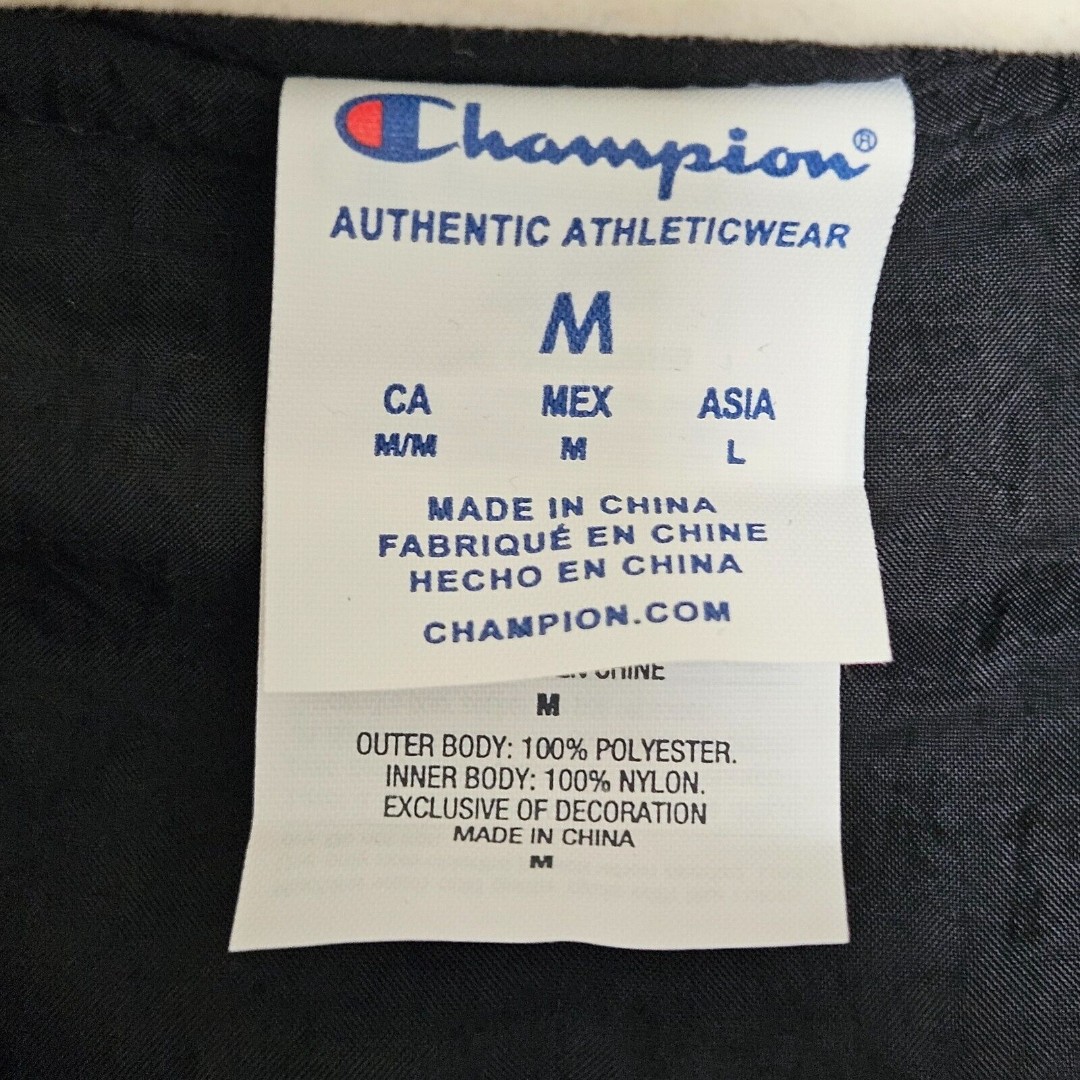 Champion®
AUTHENTIC ATHLETICWEAR
M
CA MEX ASIA
M/M M L
MADE IN CHINA
FABRIQUÉ EN CHINE
HECHO EN CHINA
CHAMPION.COM
CHINE
M
OUTER BODY: 100% POLYESTER.
INNER BODY: 100% NYLON.
EXCLUSIVE OF DECORATION
MADE IN CHINA
M